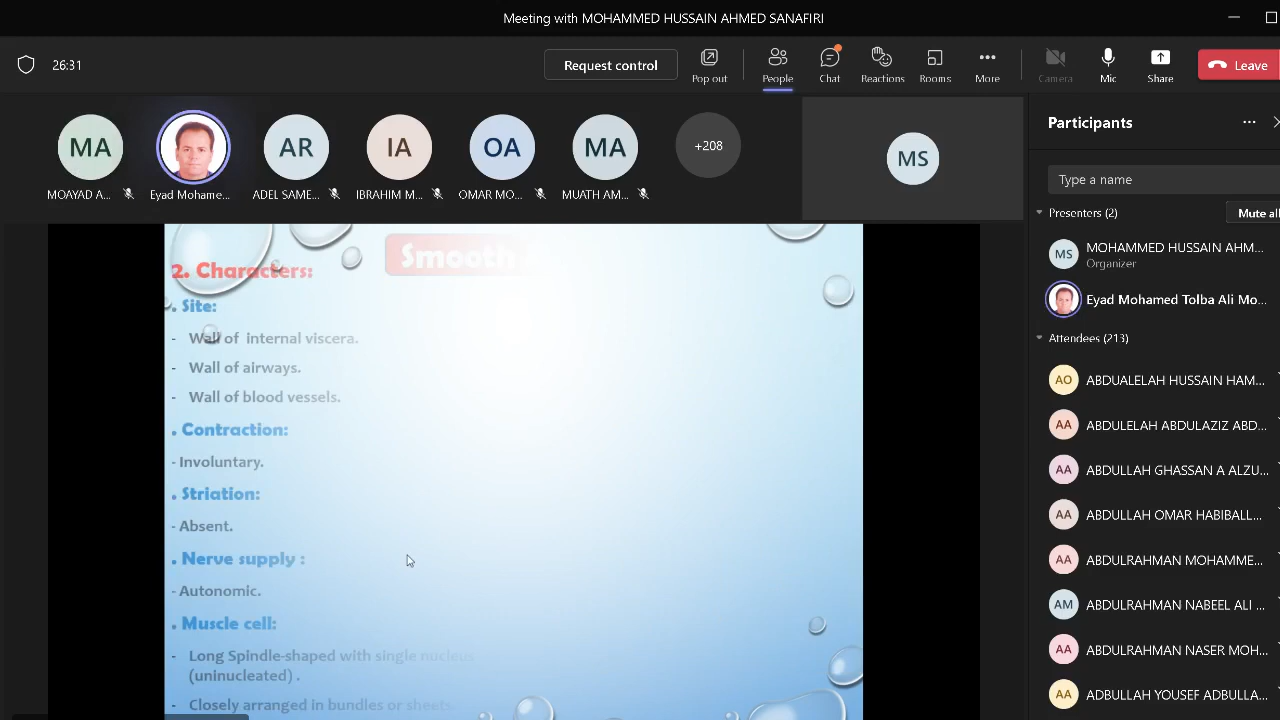 Meeting with MOHAMMED HUSSAIN AHMED SANAFIRI
26:31
Request control
Pop out
People
Chat
Reactions
Rooms
More
Camera
Mic
Share
Leave
MA
AR
IA
OA
MA
+208
MOAYAD A...
Eyad Mohame...
ADEL SAME...
IBRAHIM M...
OMAR MO...
MUATH AM...
MS
Participants
Type a name
Presenters (2)
Mute all
MS
MOHAMMED HUSSAIN AHM...
Organizer
Eyad Mohamed Tolba Ali Mo...
Attendees (213)
AO
ABDUALELAH HUSSAIN HAM...
AA
ABDULELAH ABDULAZIZ ABD...
AA
ABDULLAH GHASSAN A ALZU...
AA
ABDULLAH OMAR HABIBALL...
AA
ABDULRAHMAN MOHAMME...
AM
ABDULRAHMAN NABEEL ALI ...
AA
ABDULRAHMAN NASER MOH...
AA
ADBULLAH YOUSEF ADBULLA...
Smooth
2. Characters:
. Site:
- Wall of internal viscera.
- Wall of airways.
- Wall of blood vessels.
. Contraction:
- Involuntary.
. Striation:
- Absent.
. Nerve supply :
- Autonomic.
. Muscle cell:
- Long Spindle-shaped with single nucleus
(uninucleated) .
- Closely arranged in bundles or sheets